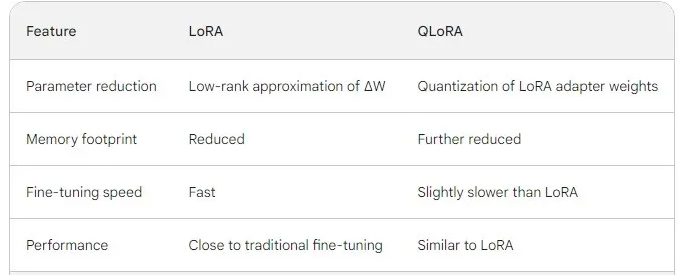 Feature LoRA QLoRA
Parameter reduction Low-rank approximation of ΔW Quantization of LoRA adapter weights
Memory footprint Reduced Further reduced
Fine-tuning speed Fast Slightly slower than LoRA
Performance Close to traditional fine-tuning Similar to LoRA